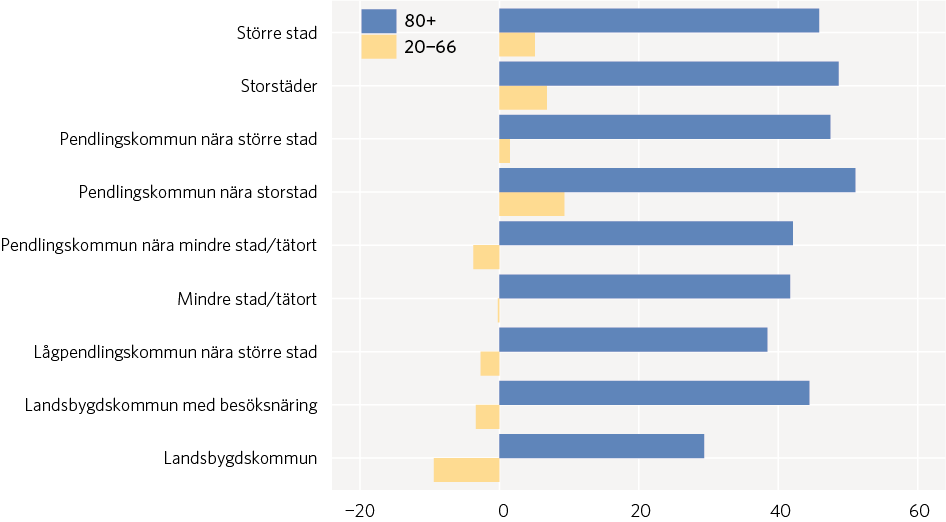 80+
20–66
Större stad
Storstäder
Pendlingskommun nära större stad
Pendlingskommun nära storstad
Pendlingskommun nära mindre stad/tätort
Mindre stad/tätort
Lågpendlingskommun nära större stad
Landsbygdskommun med besöksnäring
Landsbygdskommun
−20 0 20 40 60